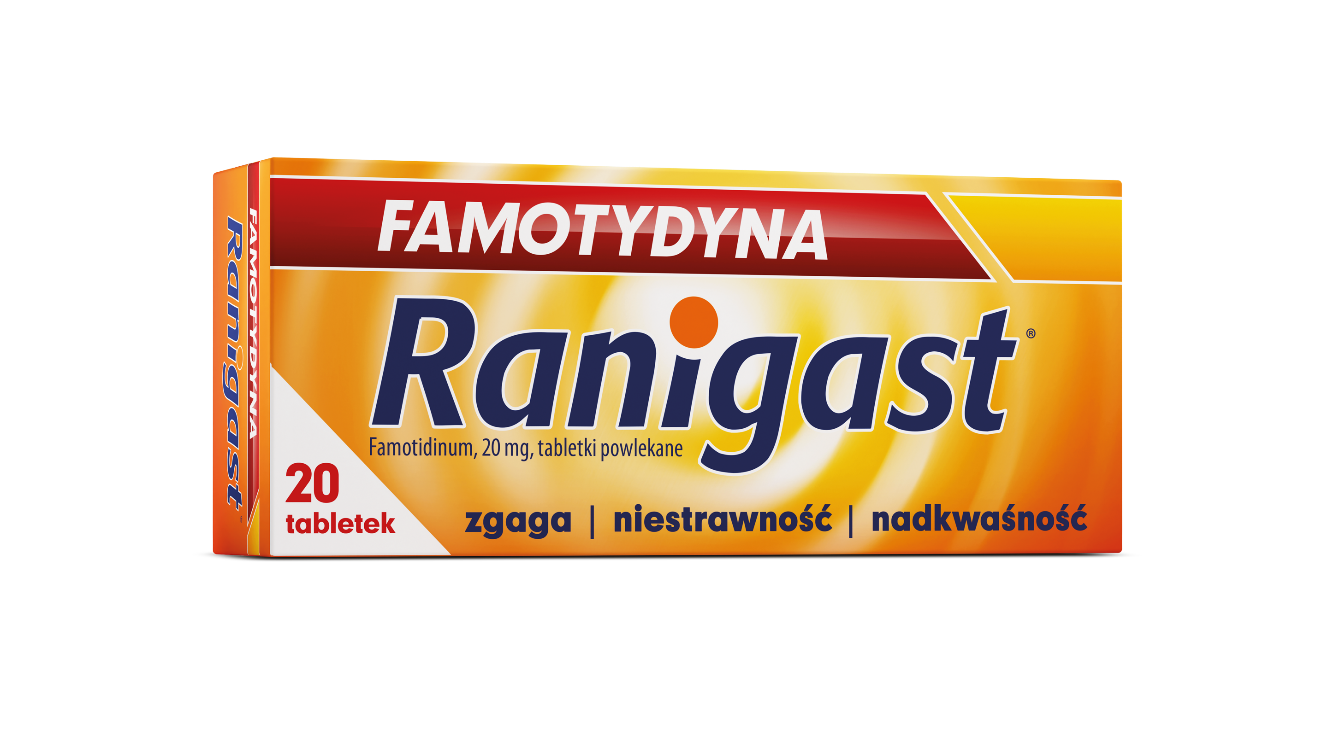 FAMOTYDYNA
Ranigast®
Famotidinum, 20 mg, tabletki powlekane
20
tabletek
zgaga | niestrawność | nadkwaśność
FAMOTYDYNA
Ranigast